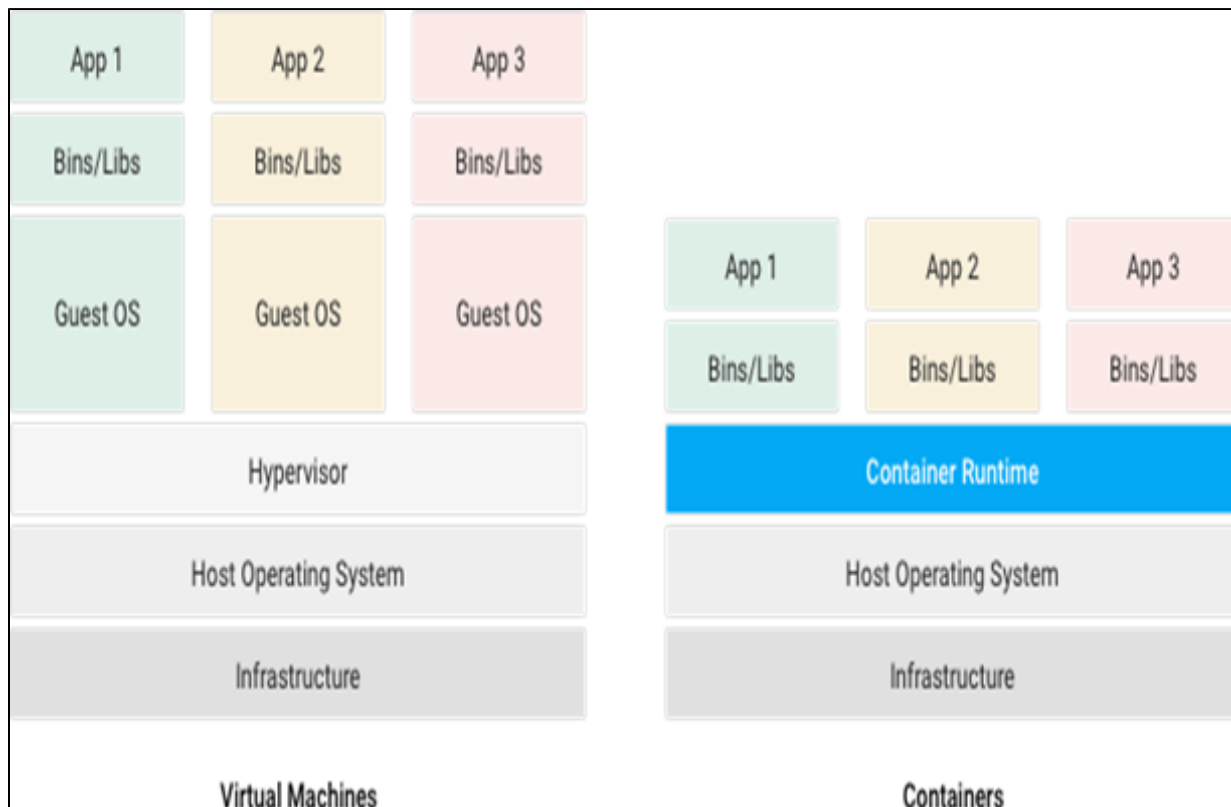 App 1
App 2
App 3
Bins/Libs
Bins/Libs
Bins/Libs
Guest OS
Guest OS
Guest OS
Hypervisor
Host Operating System
Infrastructure
Virtual Machines
App 1
App 2
App 3
Bins/Libs
Bins/Libs
Bins/Libs
Container Runtime
Host Operating System
Infrastructure
Containers